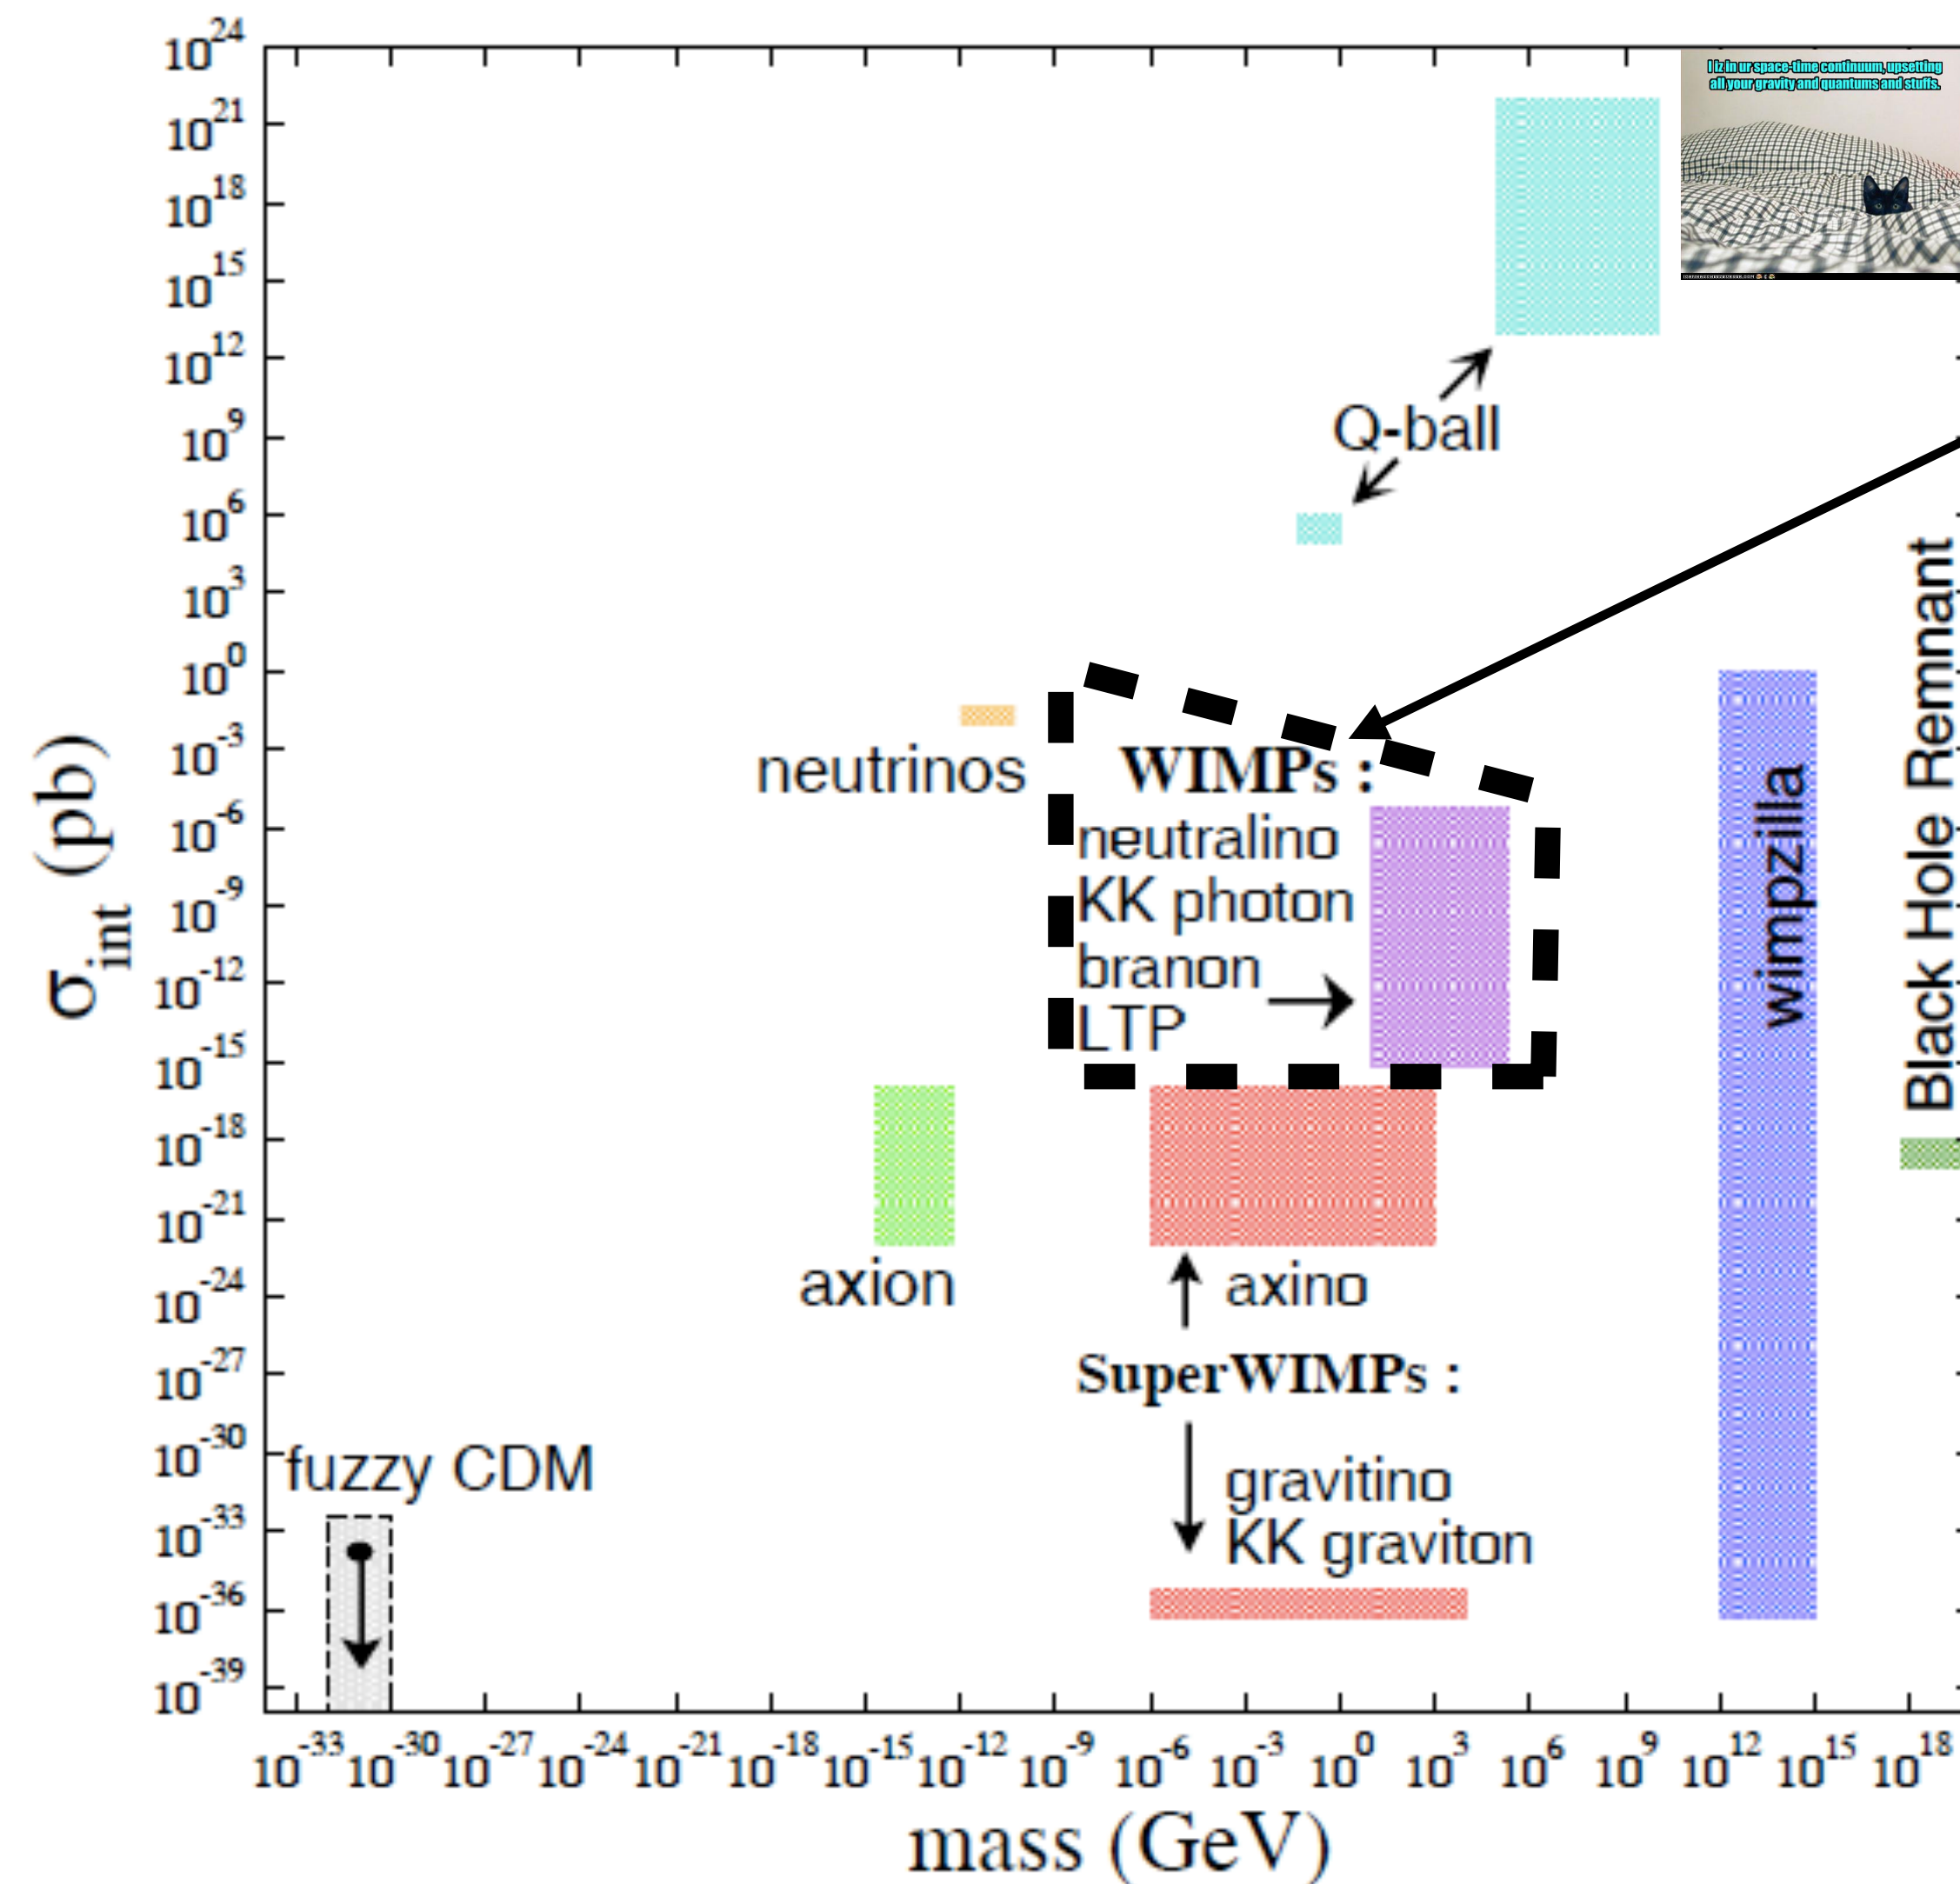 10^24
10^21
10^18
10^15
10^12
10^9
10^6
10^3
10^0
10^-3
10^-6
10^-9
10^-12
10^-15
10^-18
10^-21
10^-24
10^-27
10^-30
10^-33
10^-36
10^-39
σint (pb)
I iz in ur space-time continuum, upsetting
all your gravity and quantums and stuffs.
Q-ball
neutrinos
WIMPs :
neutralino
KK photon
branon
LTP
wimpzilla
Black Hole Remnant
axion
axino
SuperWIMPs :
fuzzy CDM
gravitino
KK graviton
10^-33 10^-30 10^-27 10^-24 10^-21 10^-18 10^-15 10^-12 10^-9 10^-6 10^-3 10^0 10^3 10^6 10^9 10^12 10^15 10^18
mass (GeV)